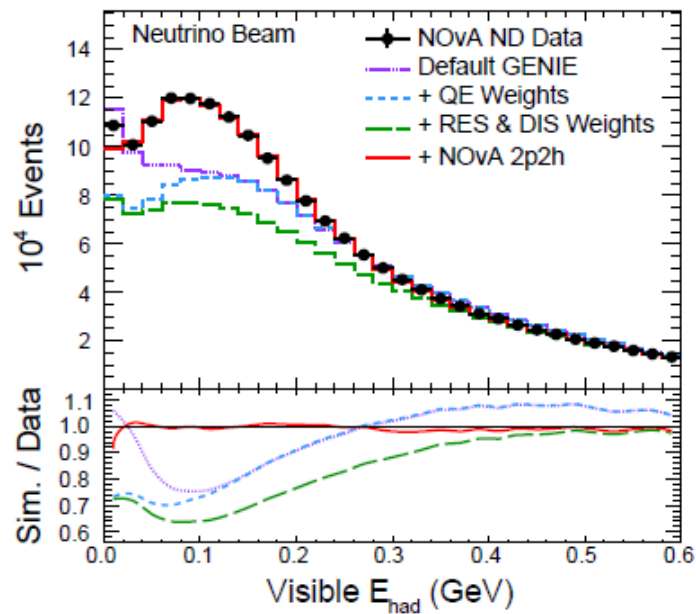 Neutrino Beam
NOvA ND Data
Default GENIE
+ QE Weights
+ RES & DIS Weights
+ NOvA 2p2h
10^4 Events
14
12
10
8
6
4
2
Sim. / Data
1.1
1.0
0.9
0.8
0.7
0.6
0.0 0.1 0.2 0.3 0.4 0.5 0.6
Visible E_had (GeV)